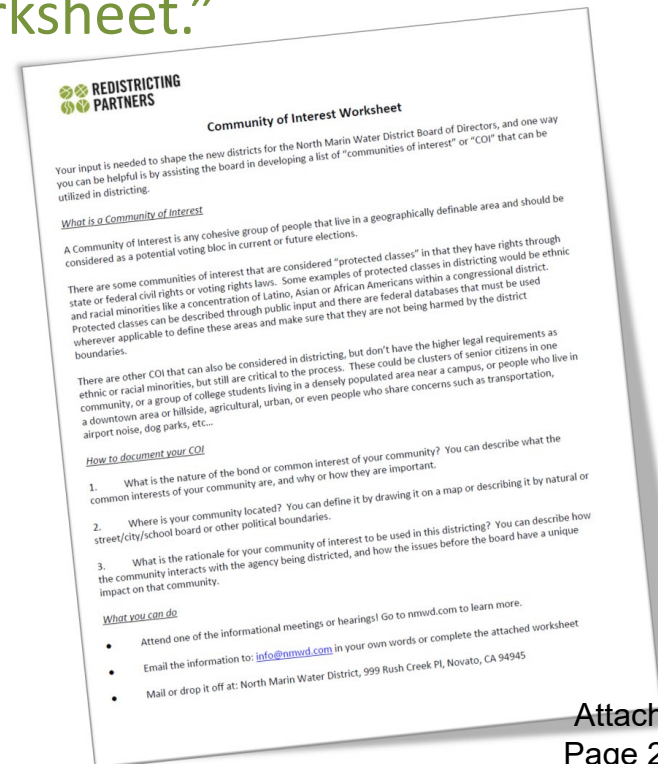 rksheet."
REDISTRICTING
PARTNERS
Community of Interest Worksheet
Your input is needed to shape the new districts for the North Marin Water District Board of Directors, and one way
you can be helpful is by assisting the board in developing a list of “communities of interest” or “COI” that can be
utilized in districting.
What is a Community of Interest
A Community of Interest is any cohesive group of people that live in a geographically definable area and should be
considered as a potential voting bloc in current or future elections.
There are some communities of interest that are considered “protected classes” in that they have rights through
state or federal civil rights or voting rights laws. Some examples of protected classes in districting would be ethnic
and racial minorities like a concentration of Latino, Asian or African Americans within a congressional district.
Protected classes can be described through public input and there are federal databases that must be used
wherever applicable to define these areas and make sure that they are not being harmed by the district
boundaries.
There are other COI that can also be considered in districting, but don’t have the higher legal requirements as
ethnic or racial minorities, but still are critical to the process. These could be clusters of senior citizens in one
community, or a group of college students living in a densely populated area near a campus, or people who live in
a downtown area or hillside, agricultural, urban, or even people who share concerns such as transportation,
airport noise, dog parks, etc...
How to document your COI
1. What is the nature of the bond or common interest of your community? You can describe what the
common interests of your community are, and why or how they are important.
2. Where is your community located? You can define it by drawing it on a map or describing it by natural or
street/city/school board or other political boundaries.
3. What is the rationale for your community of interest to be used in this districting? You can describe how
the community interacts with the agency being districted, and how the issues before the board have a unique
impact on that community.
What you can do
• Attend one of the informational meetings or hearings! Go to nmwd.com to learn more.
• Email the information to: info@nmwd.com in your own words or complete the attached worksheet
• Mail or drop it off at: North Marin Water District, 999 Rush Creek Pl, Novato, CA 94945
Attach
Page 2